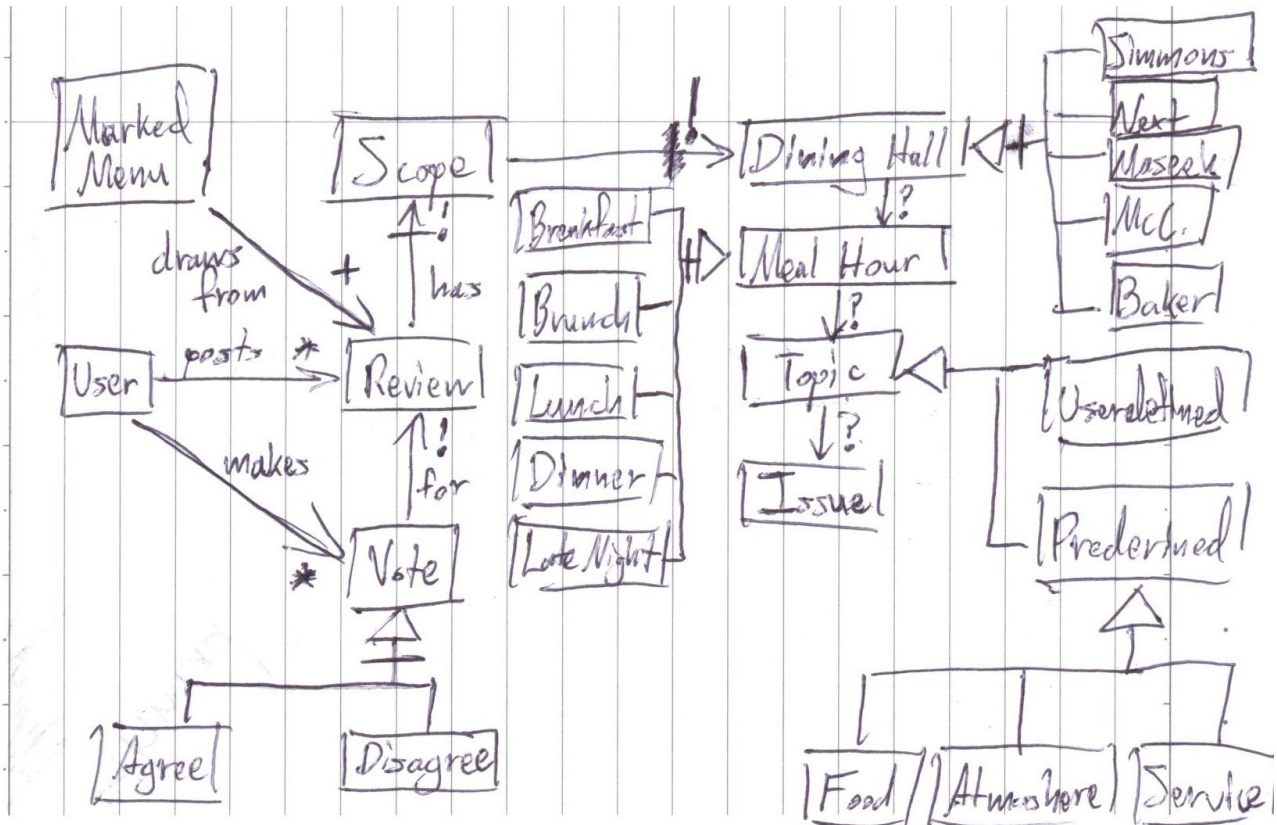 Marked
Menu
Scope
!
Dining Hall
Simmons
Next
Maseeh
McC.
Baker
draws
from
+
!
has
Breakfast
?
Meal Hour
Brunch
?
User
posts *
Review
Lunch
Topic
Userdefined
makes
!
for
Dinner
?
Issue
Predefined
*
Vote
Late Night
Agree
Disagree
Food
Atmoshere
Service